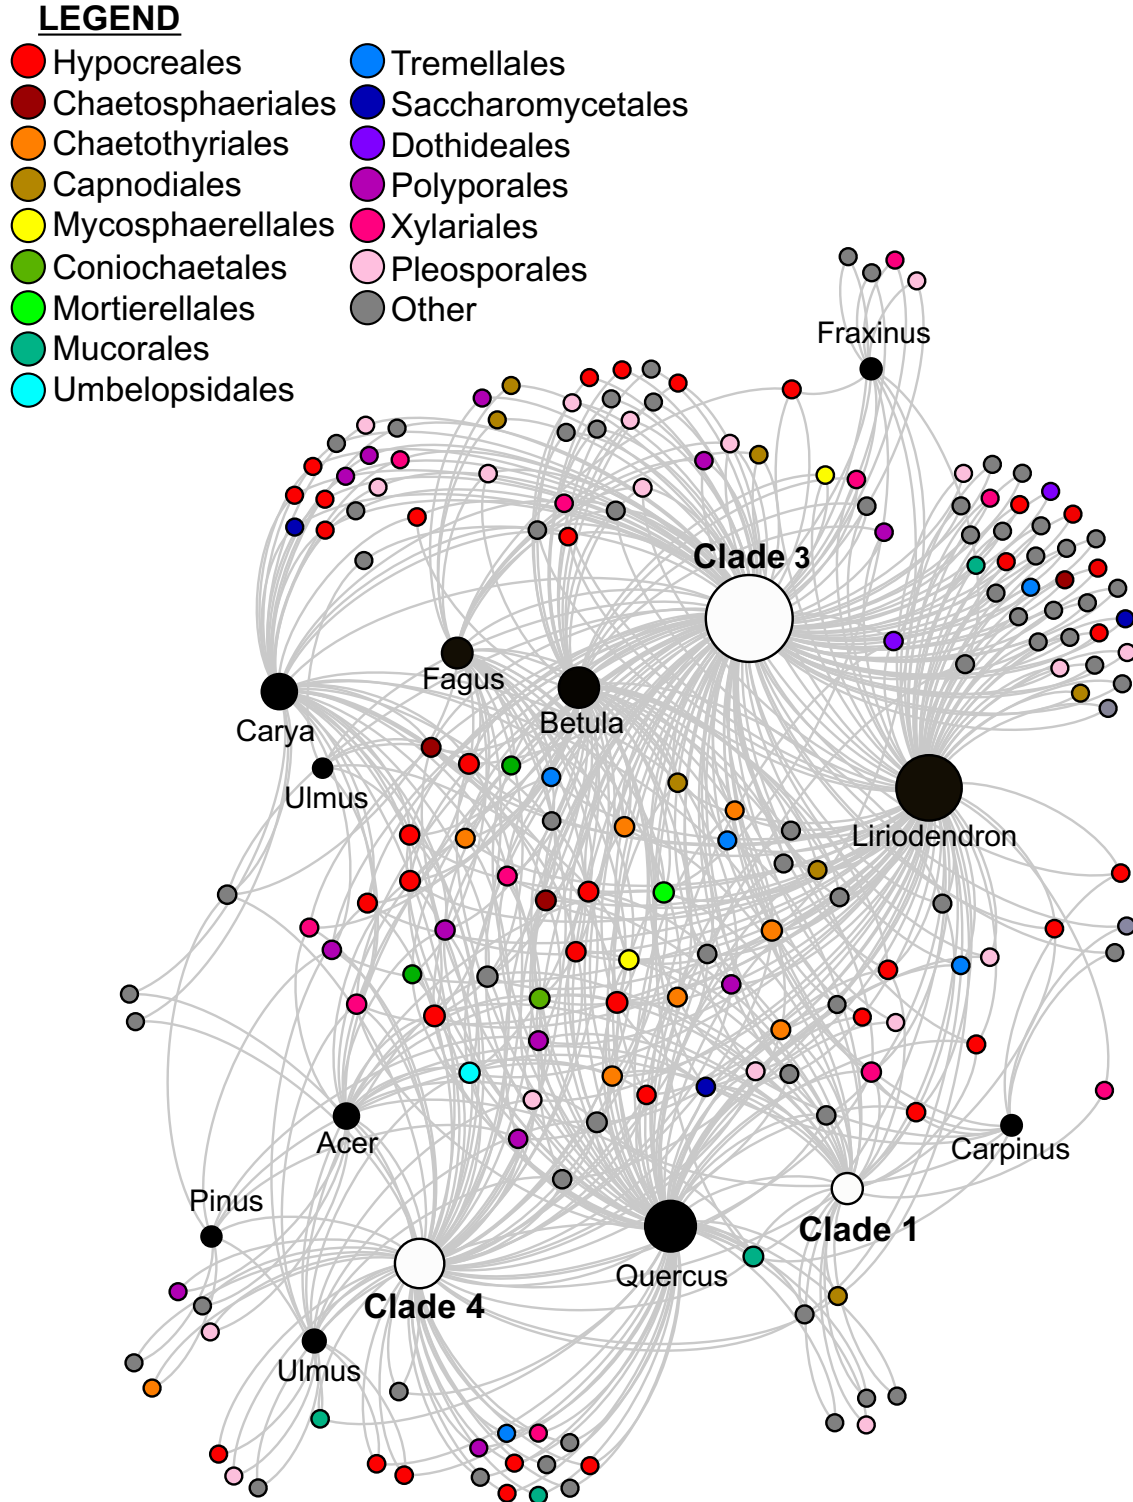 LEGEND
Hypocreales
Chaetosphaeriales
Chaetothyriales
Capnodiales
Mycosphaerellales
Coniochaetales
Mortierellales
Mucorales
Umbelopsidales
Tremellales
Saccharomycetales
Dothideales
Polyporales
Xylariales
Pleosporales
Other
Fraxinus
Clade 3
Fagus
Betula
Carya
Ulmus
Liriodendron
Acer
Carpinus
Pinus
Clade 1
Quercus
Clade 4
Ulmus